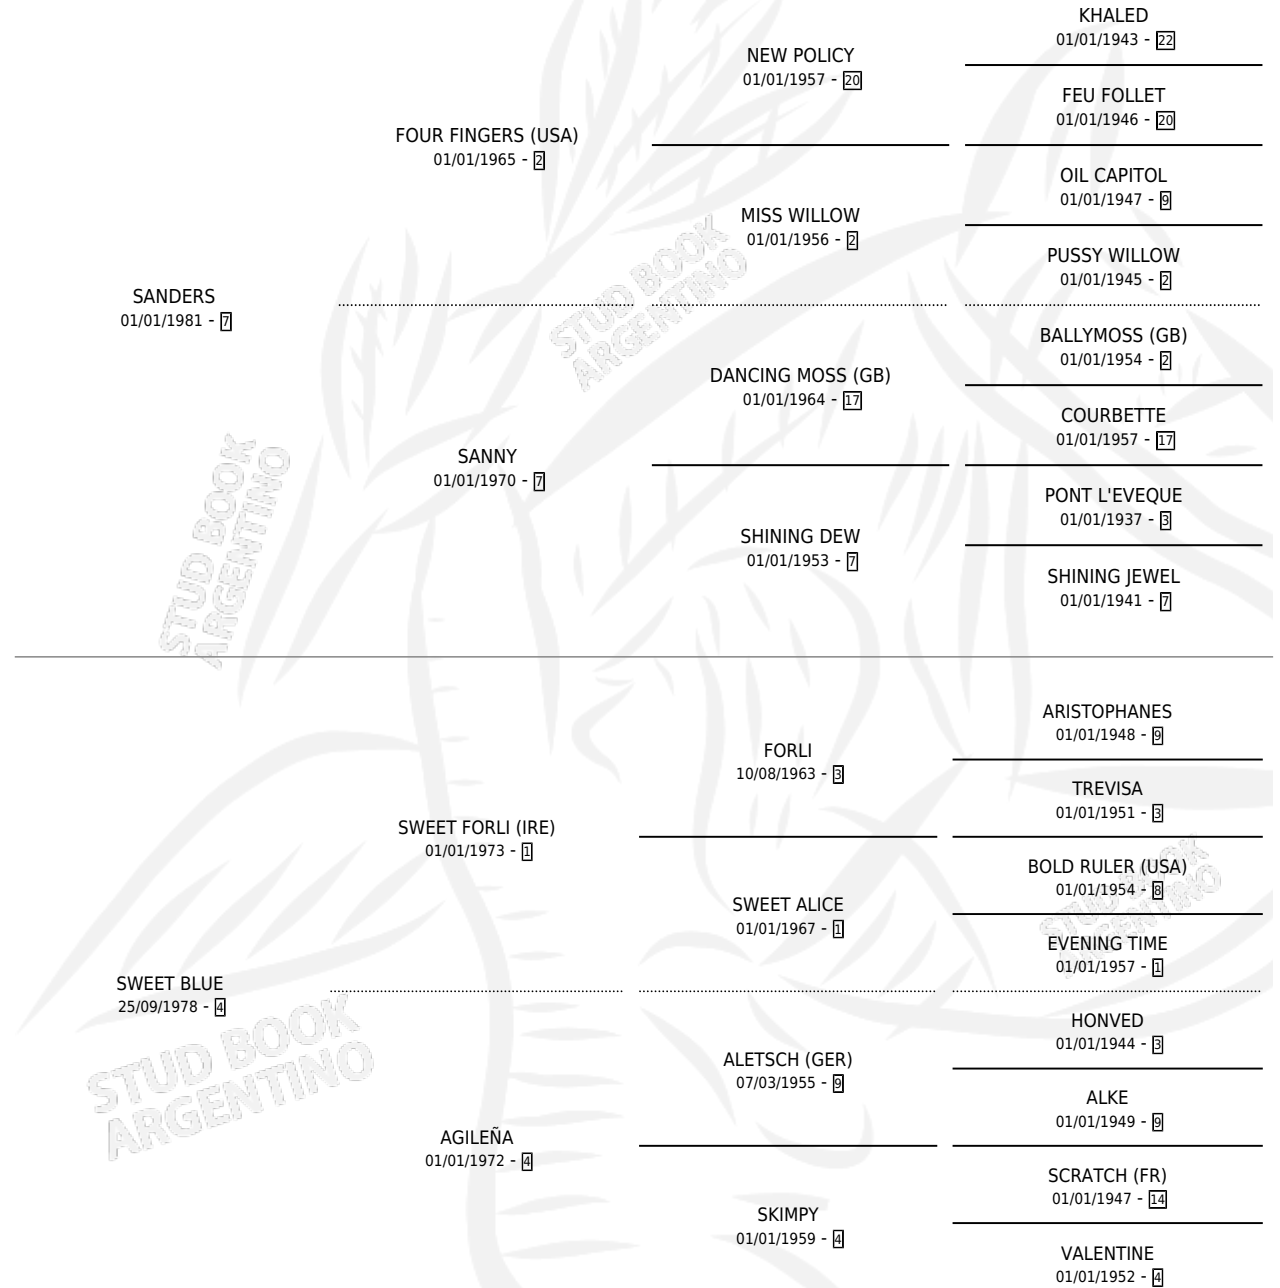 KHALED
01/01/1943 - 22
NEW POLICY
01/01/1957 - 20
FEU FOLLET
01/01/1946 - 20
FOUR FINGERS (USA)
01/01/1965 - 2
OIL CAPITOL
01/01/1947 - 9
MISS WILLOW
01/01/1956 - 2
PUSSY WILLOW
01/01/1945 - 2
SANDERS
01/01/1981 - 7
STUD BOOK
ARGENTINO
BALLYMOSS (GB)
01/01/1954 - 2
DANCING MOSS (GB)
01/01/1964 - 17
COURBETTE
01/01/1957 - 17
SANNY
01/01/1970 - 7
PONT L'EVEQUE
01/01/1937 - 3
SHINING DEW
01/01/1953 - 7
SHINING JEWEL
01/01/1941 - 7
STUD BOOK
ARGENTINO
ARISTOPHANES
01/01/1948 - 9
FORLI
10/08/1963 - 3
TREVISA
01/01/1951 - 3
SWEET FORLI (IRE)
01/01/1973 - 1
BOLD RULER (USA)
01/01/1954 - 8
SWEET ALICE
01/01/1967 - 1
EVENING TIME
01/01/1957 - 1
STUD BOOK
ARGENTINO
SWEET BLUE
25/09/1978 - 4
HONVED
01/01/1944 - 3
ALETSCH (GER)
07/03/1955 - 9
ALKE
01/01/1949 - 9
STUD BOOK
ARGENTINO
AGILEÑA
01/01/1972 - 4
SCRATCH (FR)
01/01/1947 - 14
SKIMPY
01/01/1959 - 4
VALENTINE
01/01/1952 - 4